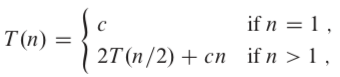 T(n) = { c if n = 1 ,
2T(n/2) + cn if n > 1 ,